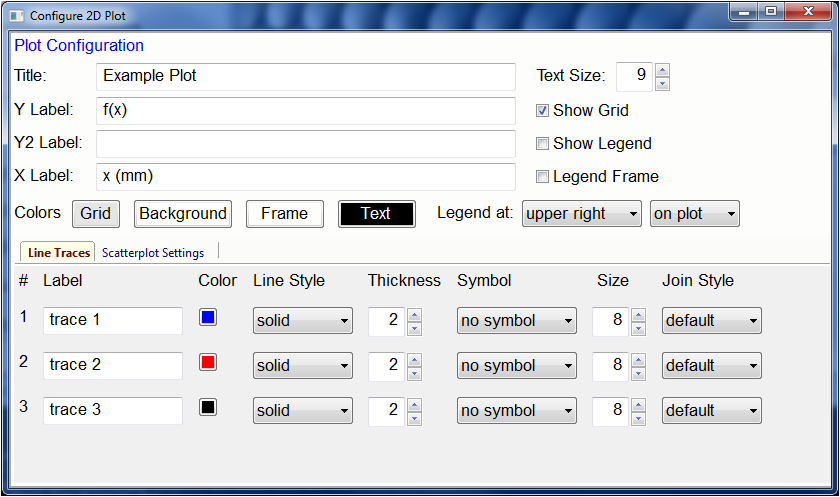 Configure 2D Plot
Plot Configuration
Title: Example Plot Text Size: 9
Y Label: f(x) Show Grid
Y2 Label: Show Legend
X Label: x (mm) Legend Frame
Colors Grid Background Frame Text Legend at: upper right on plot
Line Traces Scatterplot Settings
# Label Color Line Style Thickness Symbol Size Join Style
1 trace 1 solid 2 no symbol 8 default
2 trace 2 solid 2 no symbol 8 default
3 trace 3 solid 2 no symbol 8 default